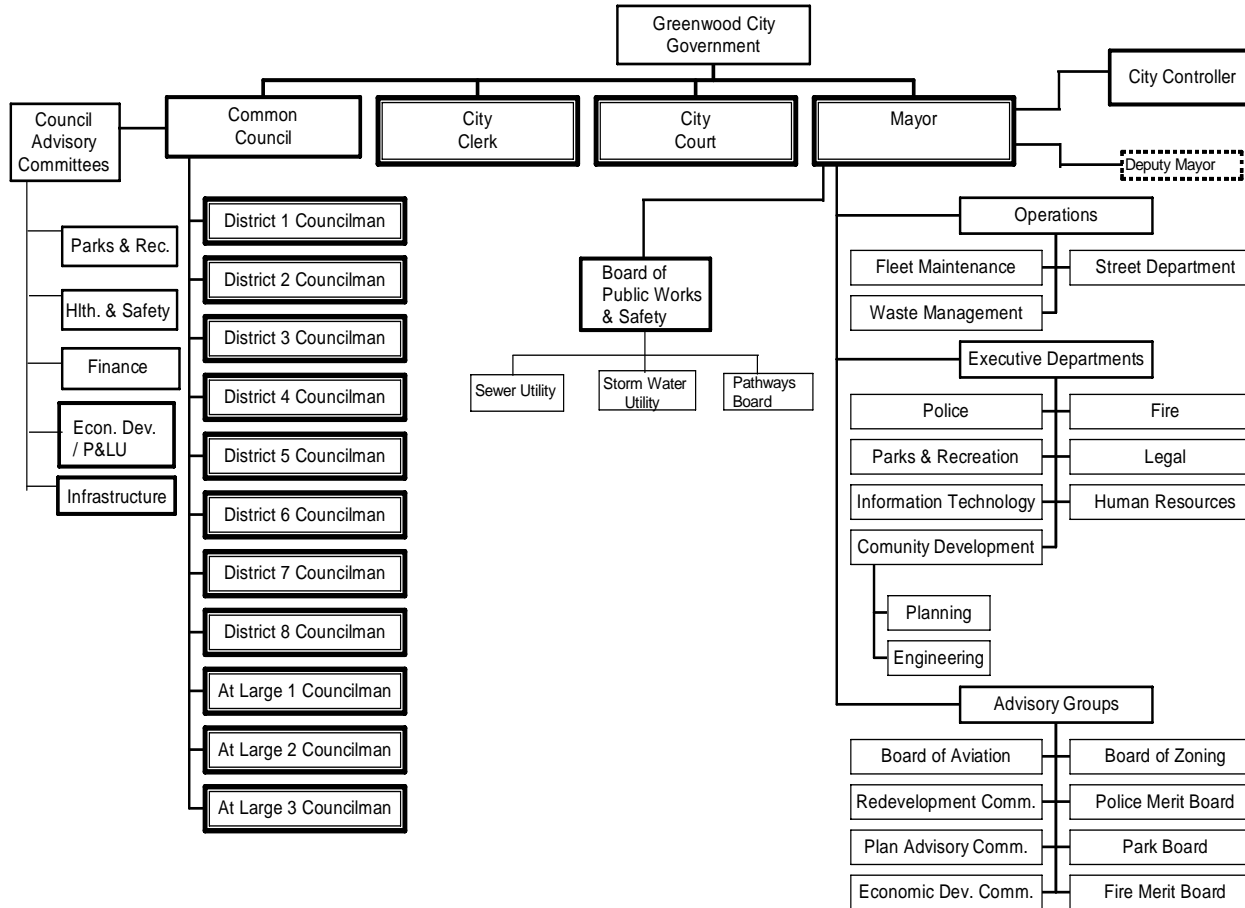 Greenwood City
Government
City Controller
Council
Advisory
Committees
Common
Council
City
Clerk
City
Court
Mayor
Deputy Mayor
Parks & Rec.
Hlth. & Safety
Finance
Econ. Dev.
/ P&LU
Infrastructure
District 1 Councilman
District 2 Councilman
District 3 Councilman
District 4 Councilman
District 5 Councilman
District 6 Councilman
District 7 Councilman
District 8 Councilman
At Large 1 Councilman
At Large 2 Councilman
At Large 3 Councilman
Board of
Public Works
& Safety
Sewer Utility
Storm Water
Utility
Pathways
Board
Operations
Fleet Maintenance
Street Department
Waste Management
Executive Departments
Police
Fire
Parks & Recreation
Legal
Information Technology
Human Resources
Comunity Development
Planning
Engineering
Advisory Groups
Board of Aviation
Board of Zoning
Redevelopment Comm.
Police Merit Board
Plan Advisory Comm.
Park Board
Economic Dev. Comm.
Fire Merit Board